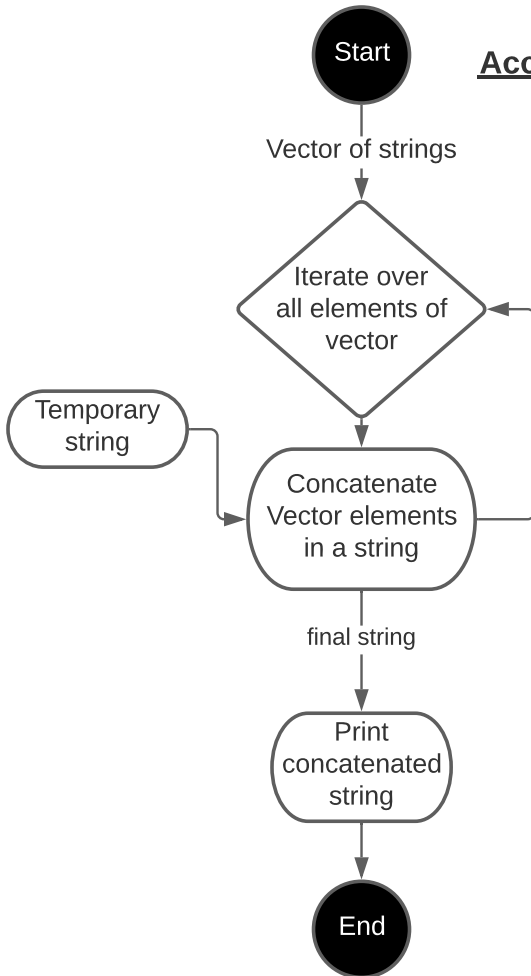 Start
Acc
Vector of strings
Iterate over
all elements of
vector
Temporary
string
Concatenate
Vector elements
in a string
final string
Print
concatenated
string
End